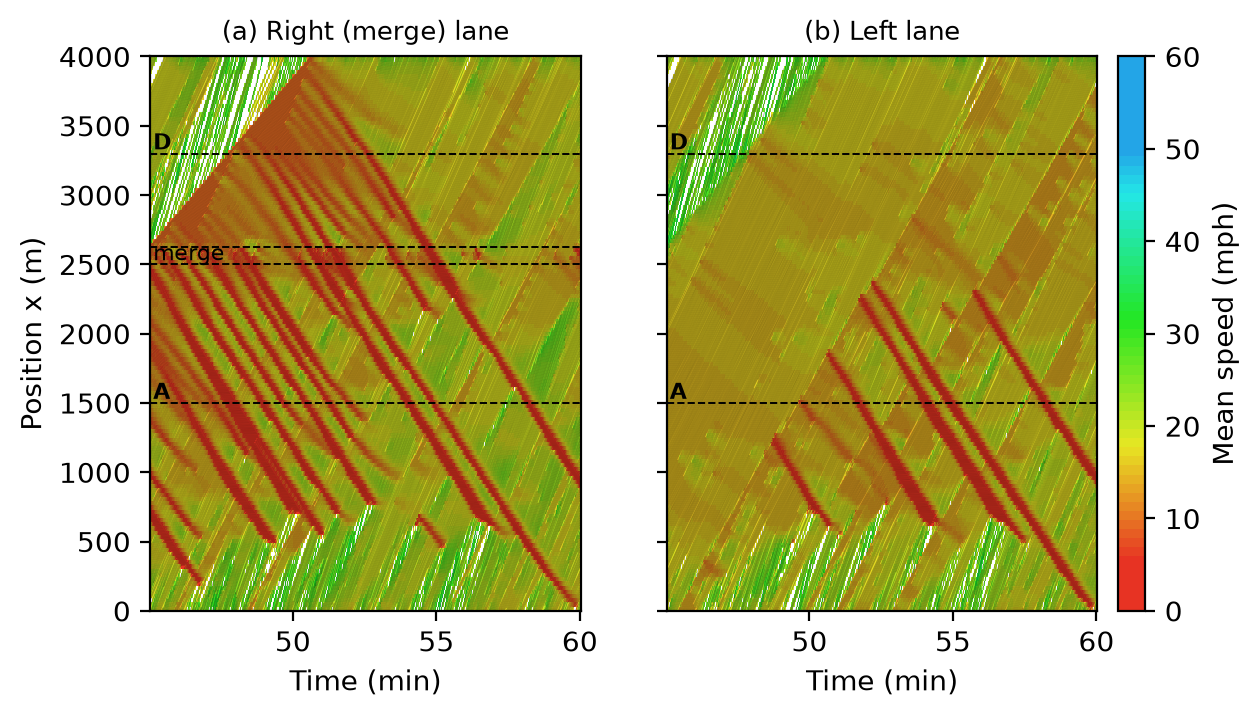 (a) Right (merge) lane
(b) Left lane
4000
3500
3000
2500
2000
1500
1000
500
0
Position x (m)
D
merge
A
D
A
50
55
60
Time (min)
50
55
60
Time (min)
60
50
40
30
20
10
0
Mean speed (mph)